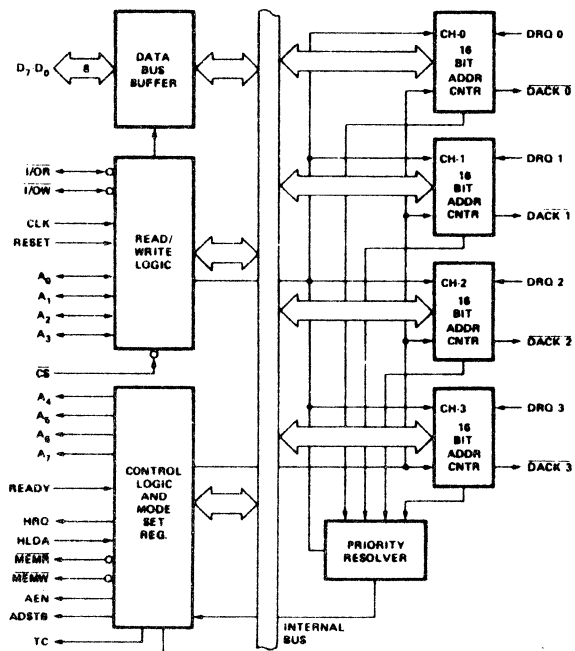 DATA
BUS
BUFFER
D7-D0
8
I/OR
I/OW
CLK
RESET
A0
A1
A2
A3
CS
READ/
WRITE
LOGIC
A4
A5
A6
A7
READY
HRQ
HLDA
MEMR
MEMW
AEN
ADSTB
TC
CONTROL
LOGIC
AND
MODE
SET
REG.
INTERNAL
BUS
CH-0
16
BIT
ADDR
CNTR
DRQ 0
DACK 0
CH-1
16
BIT
ADDR
CNTR
DRQ 1
DACK 1
CH-2
16
BIT
ADDR
CNTR
DRQ 2
DACK 2
CH-3
16
BIT
ADDR
CNTR
DRQ 3
DACK 3
PRIORITY
RESOLVER